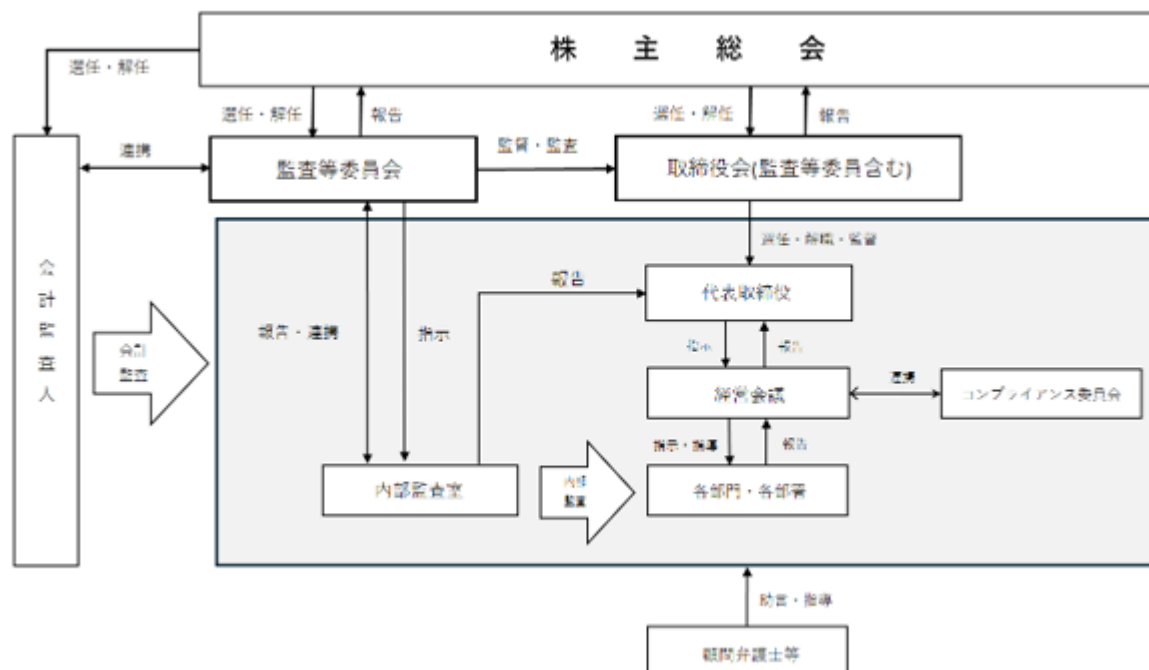 株主総会
選任・解任
選任・解任
報告
選任・解任
報告
連携
監査等委員会
監督・監査
取締役会(監査等委員含む)
選任・解職・監督
会計監査人
会計
監査
報告・連携
指示
報告
代表取締役
指示
報告
経営会議
連携
コンプライアンス委員会
指示・指導
報告
内部監査室
内部
監査
各部門・各部署
助言・指導
顧問弁護士等